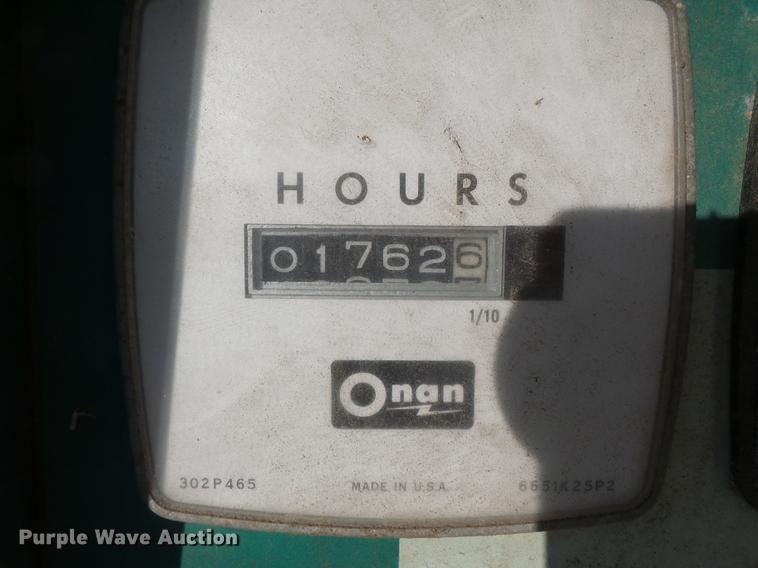 HOURS
017626
1/10
Onan
302P465 MADE IN U.S.A. 6651K25P2
Purple Wave Auction